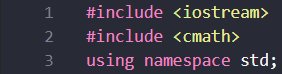 1 #include <iostream>
2 #include <cmath>
3 using namespace std;